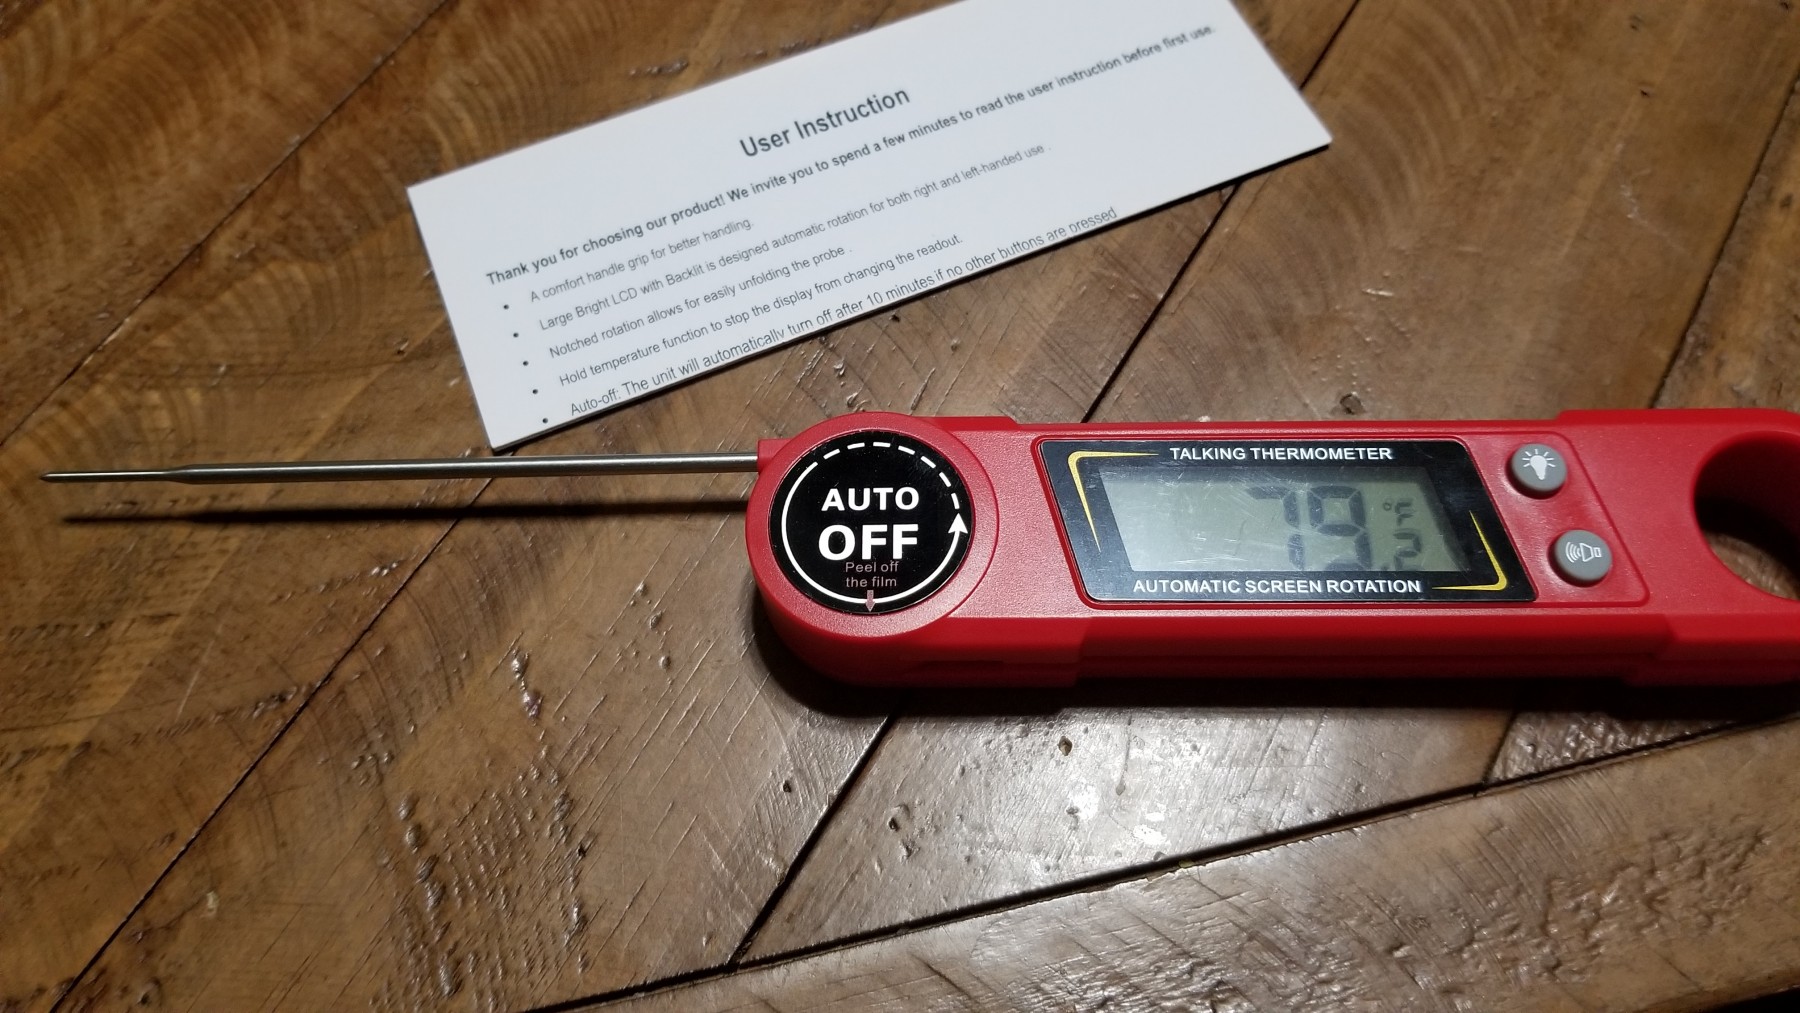 User Instruction
Thank you for choosing our product! We invite you to spend a few minutes to read the user instruction before first use.
• A comfort handle grip for better handling.
• Large Bright LCD with Backlit is designed automatic rotation for both right and left-handed use .
• Notched rotation allows for easily unfolding the probe .
• Hold temperature function to stop the display from changing the readout.
• Auto-off: The unit will automatically turn off after 10 minutes if no other buttons are pressed
AUTO
OFF
Peel off
the film
TALKING THERMOMETER
79
°F
AUTOMATIC SCREEN ROTATION